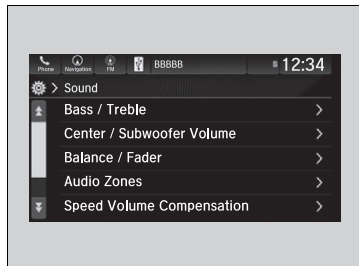 Phone Navigation FM BBBBB 12:34
> Sound
Bass / Treble >
Center / Subwoofer Volume >
Balance / Fader >
Audio Zones >
Speed Volume Compensation >